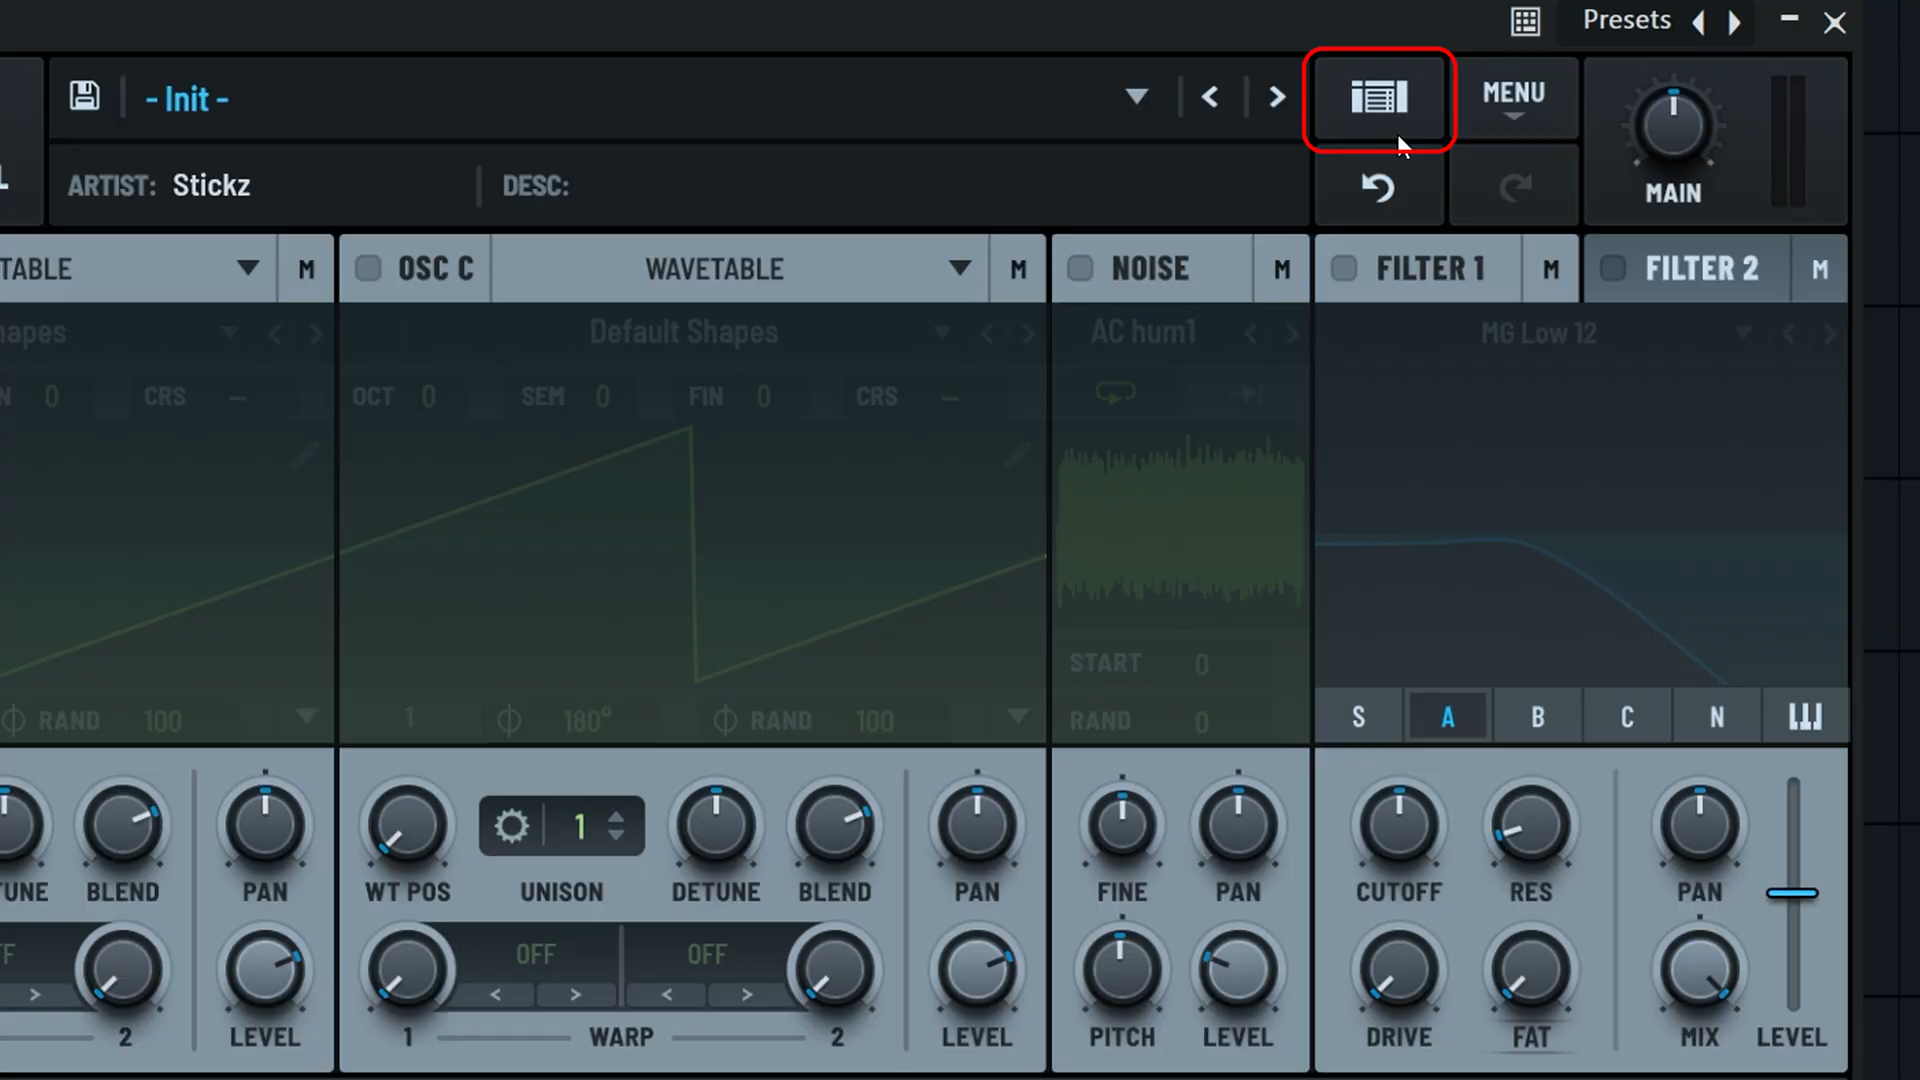 Presets
- Init -
MENU
L
ARTIST: Stickz
DESC:
MAIN
TABLE M
OSC C WAVETABLE M
NOISE M
FILTER 1 M
FILTER 2 M
hapes
Default Shapes
AC hum1
MG Low 12
N 0 CRS –
OCT 0 SEM 0 FIN 0 CRS –
START 0
RAND 100
1 180° RAND 100
RAND 0
S A B C N
1
TUNE BLEND PAN
WT POS UNISON DETUNE BLEND PAN
FINE PAN
CUTOFF RES PAN
F
OFF OFF
2 LEVEL
1 WARP 2 LEVEL
PITCH LEVEL
DRIVE FAT MIX LEVEL